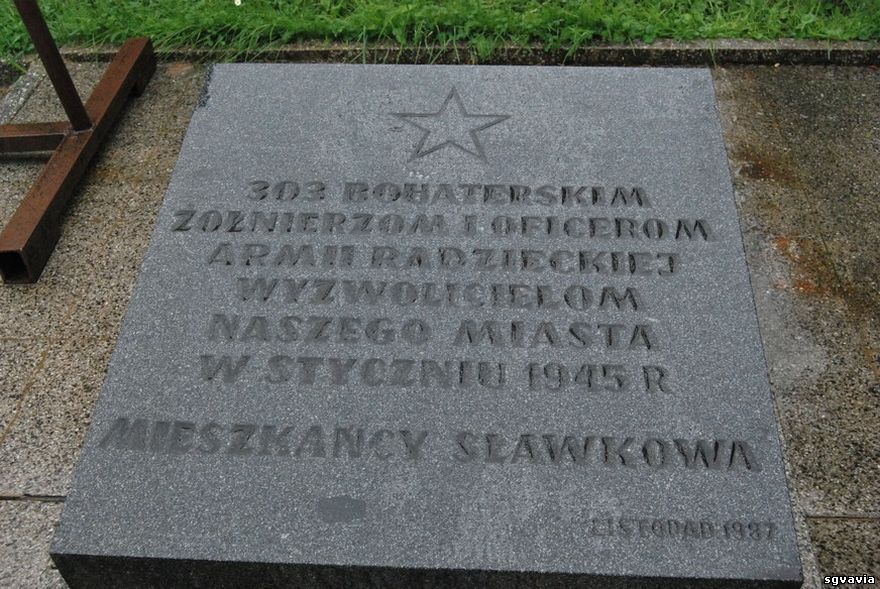 303 BOHATERSKIM
ŻOŁNIERZOM I OFICEROM
ARMII RADZIECKIEJ
WYZWOLICIELOM
NASZEGO MIASTA
W STYCZNIU 1945 R
MIESZKAŃCY SŁAWKOWA
LISTOPAD 1987
sgvavia